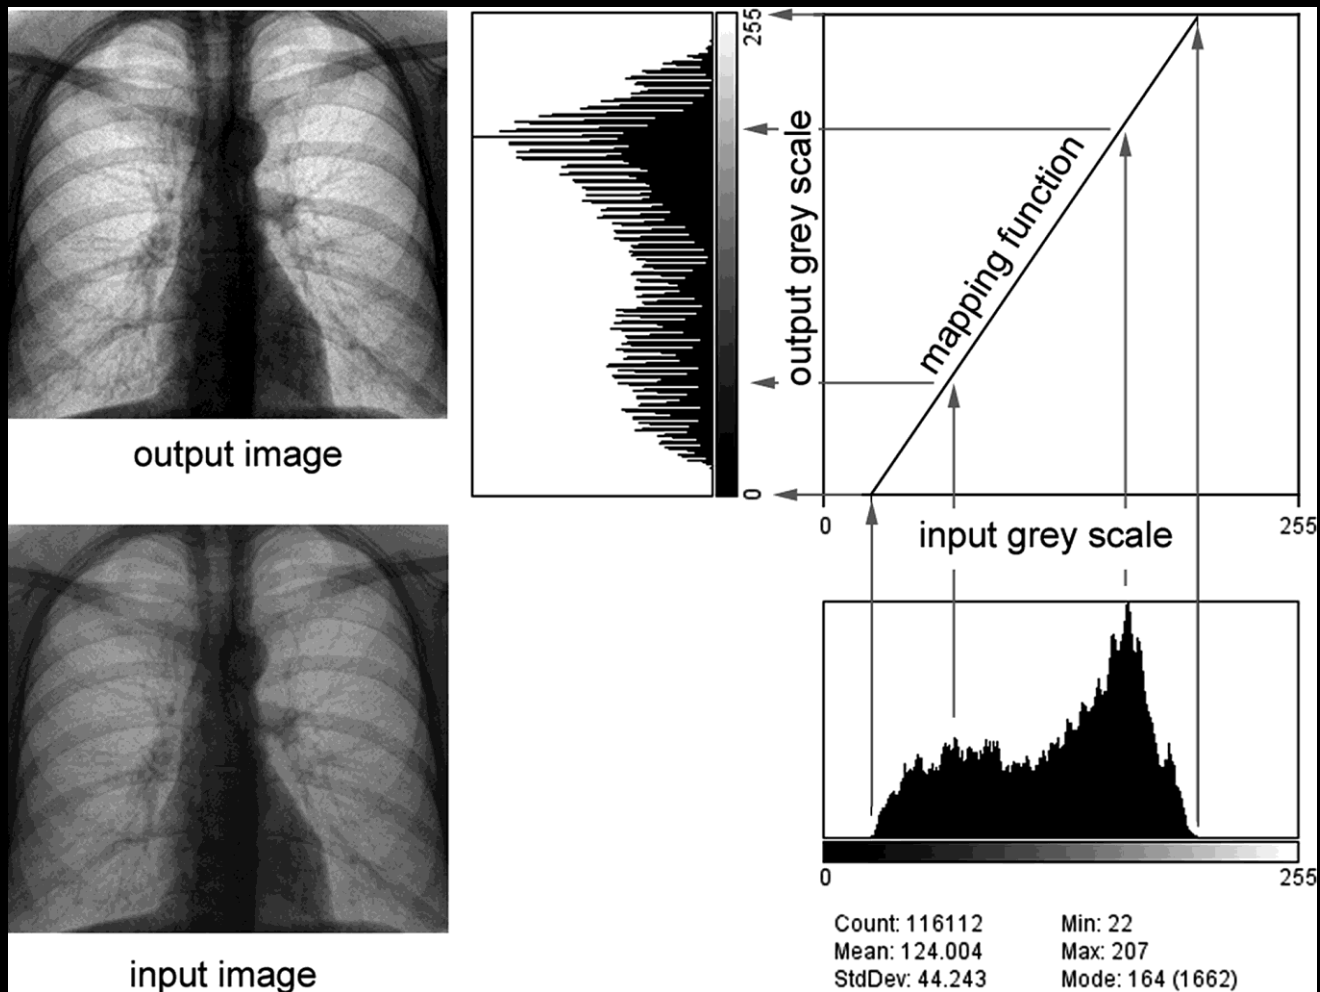 output image
255
0
output grey scale
mapping function
0
255
input grey scale
0
255
Count: 116112
Min: 22
Mean: 124.004
Max: 207
StdDev: 44.243
Mode: 164 (1662)
input image